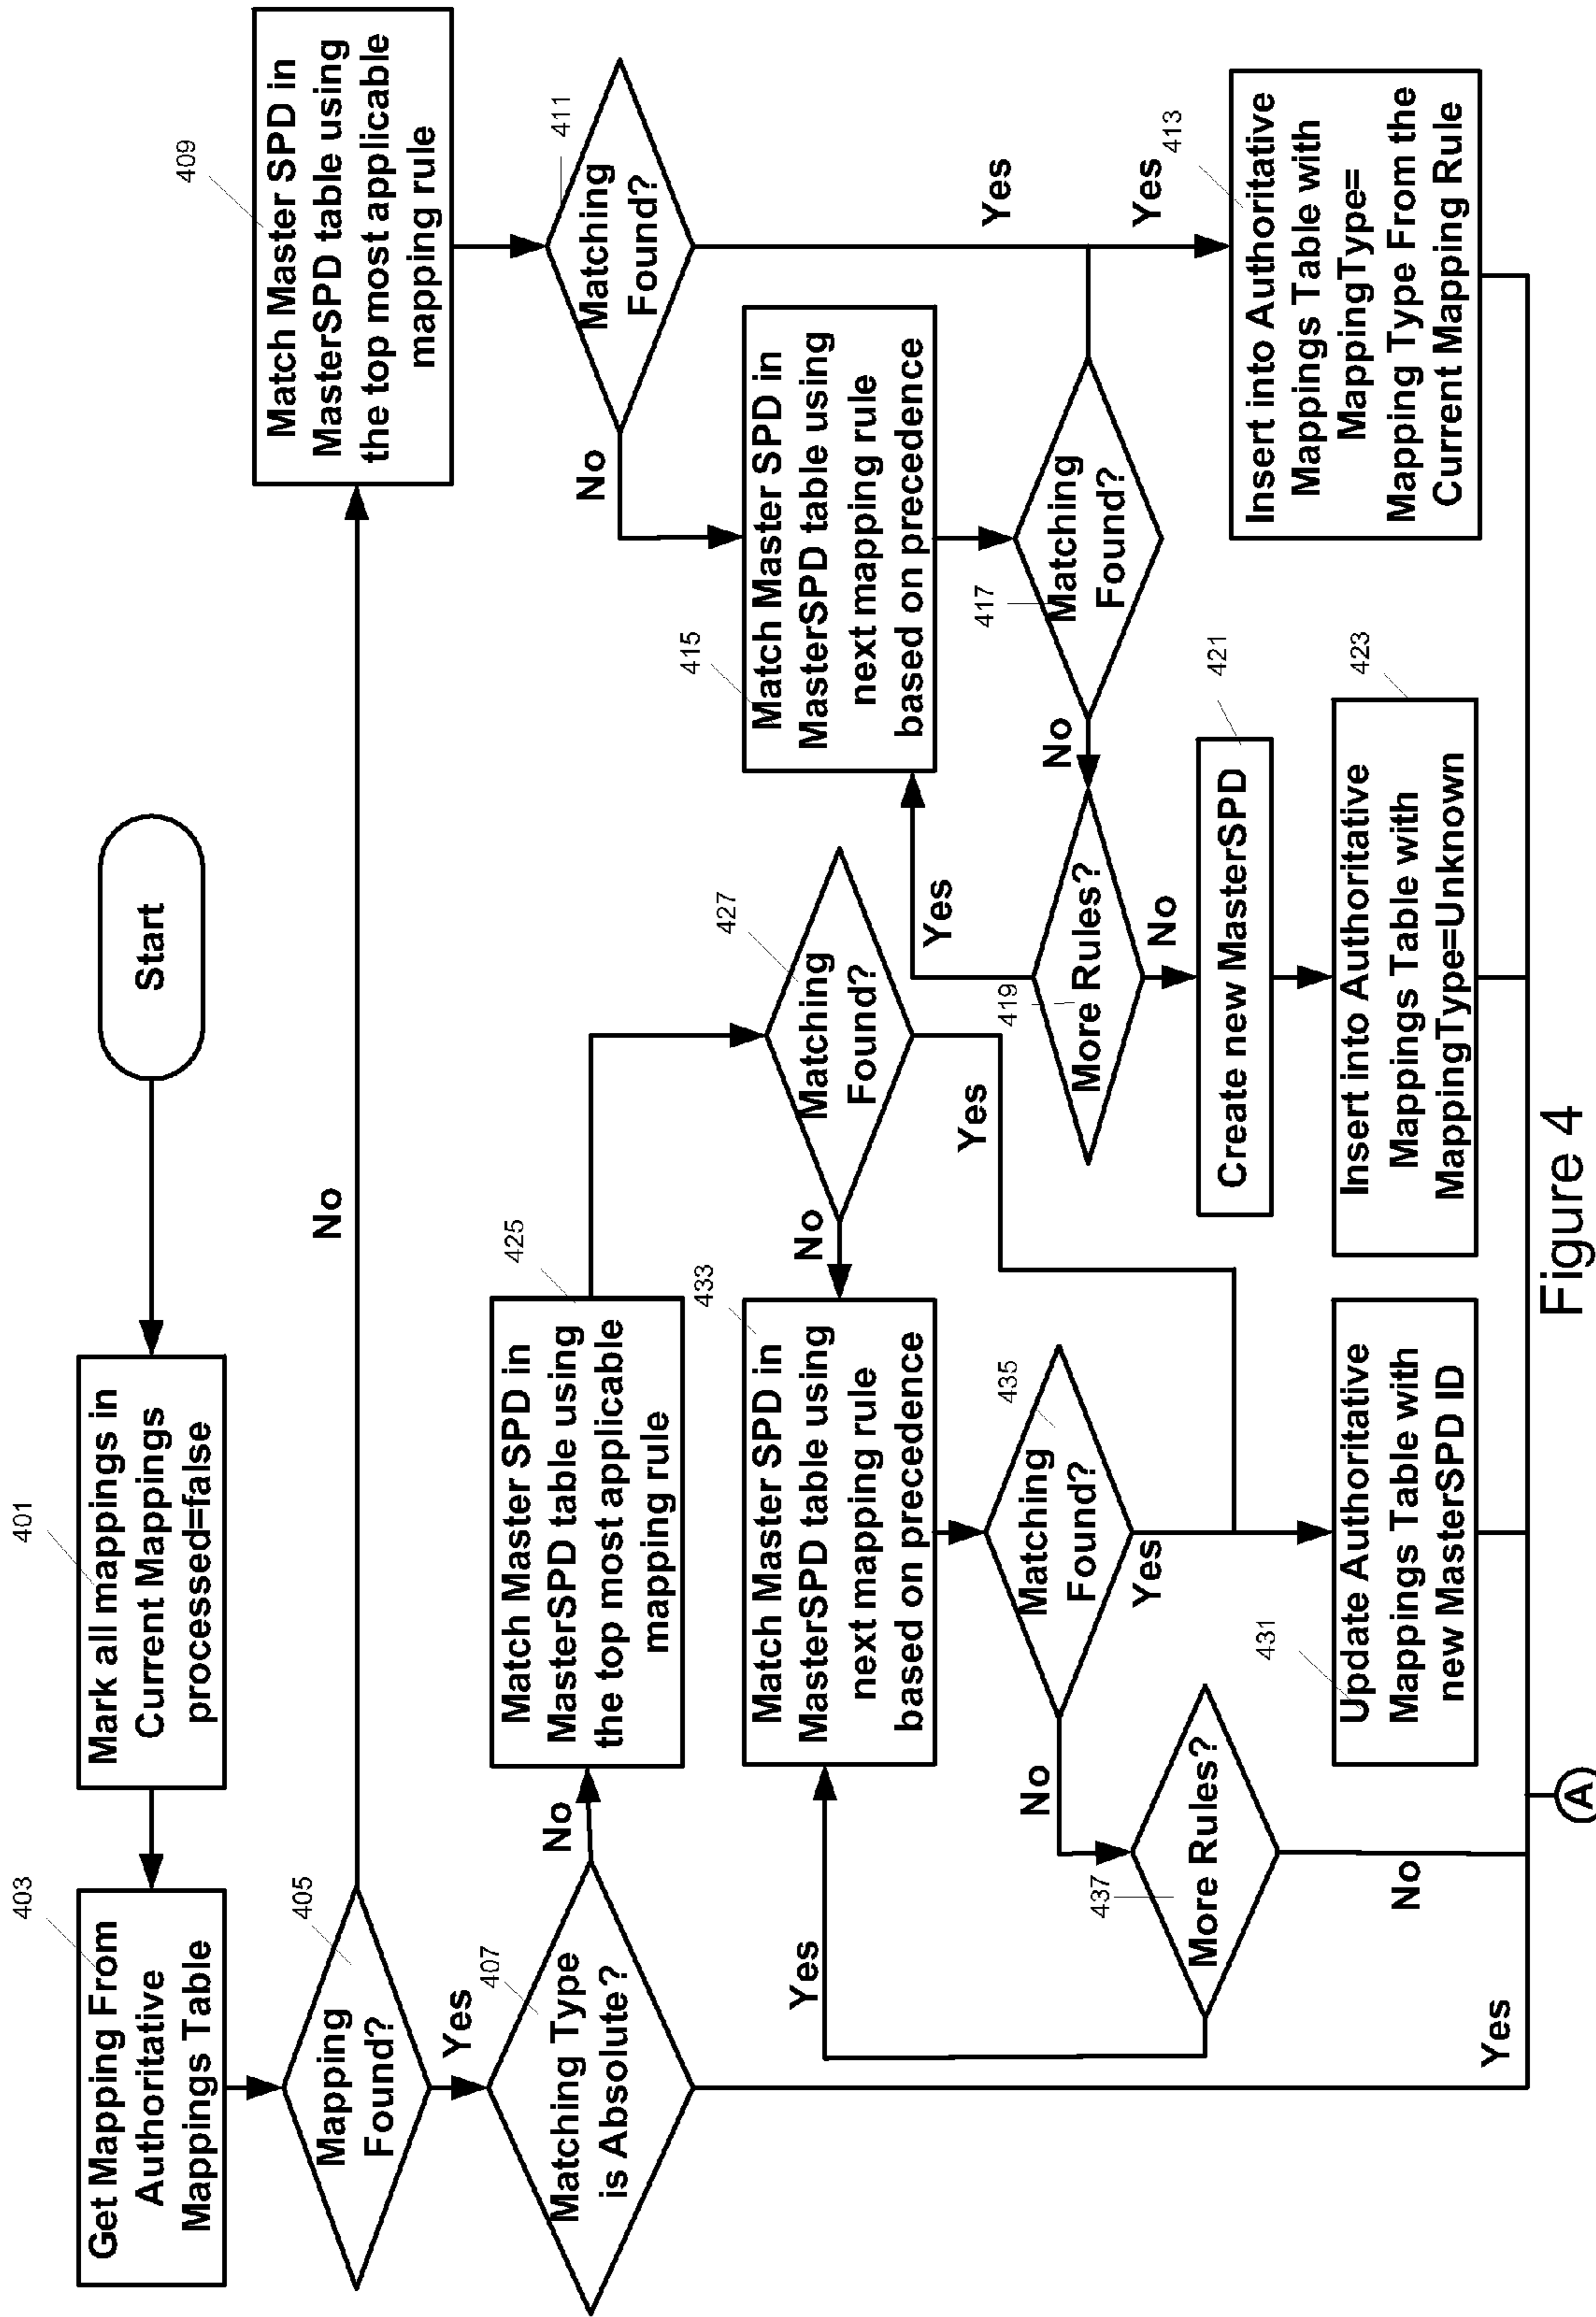 Start
401
Mark all mappings in
Current Mappings
processed=false
403
Get Mapping From
Authoritative
Mappings Table
405
Mapping
Found?
No
Yes
407
Matching Type
is Absolute?
No
Yes
409
Match Master SPD in
MasterSPD table using
the top most applicable
mapping rule
411
Matching
Found?
No
Yes
Yes
413
Insert into Authoritative
Mappings Table with
MappingType=
Mapping Type From the
Current Mapping Rule
415
Match Master SPD in
MasterSPD table using
next mapping rule
based on precedence
417
Matching
Found?
No
419
More Rules?
Yes
No
421
Create new MasterSPD
423
Insert into Authoritative
Mappings Table with
MappingType=Unknown
425
Match Master SPD in
MasterSPD table using
the top most applicable
mapping rule
427
Matching
Found?
No
Yes
433
Match Master SPD in
MasterSPD table using
next mapping rule
based on precedence
435
Matching
Found?
No
Yes
437
More Rules?
Yes
No
431
Update Authoritative
Mappings Table with
new MasterSPD ID
A
Figure 4